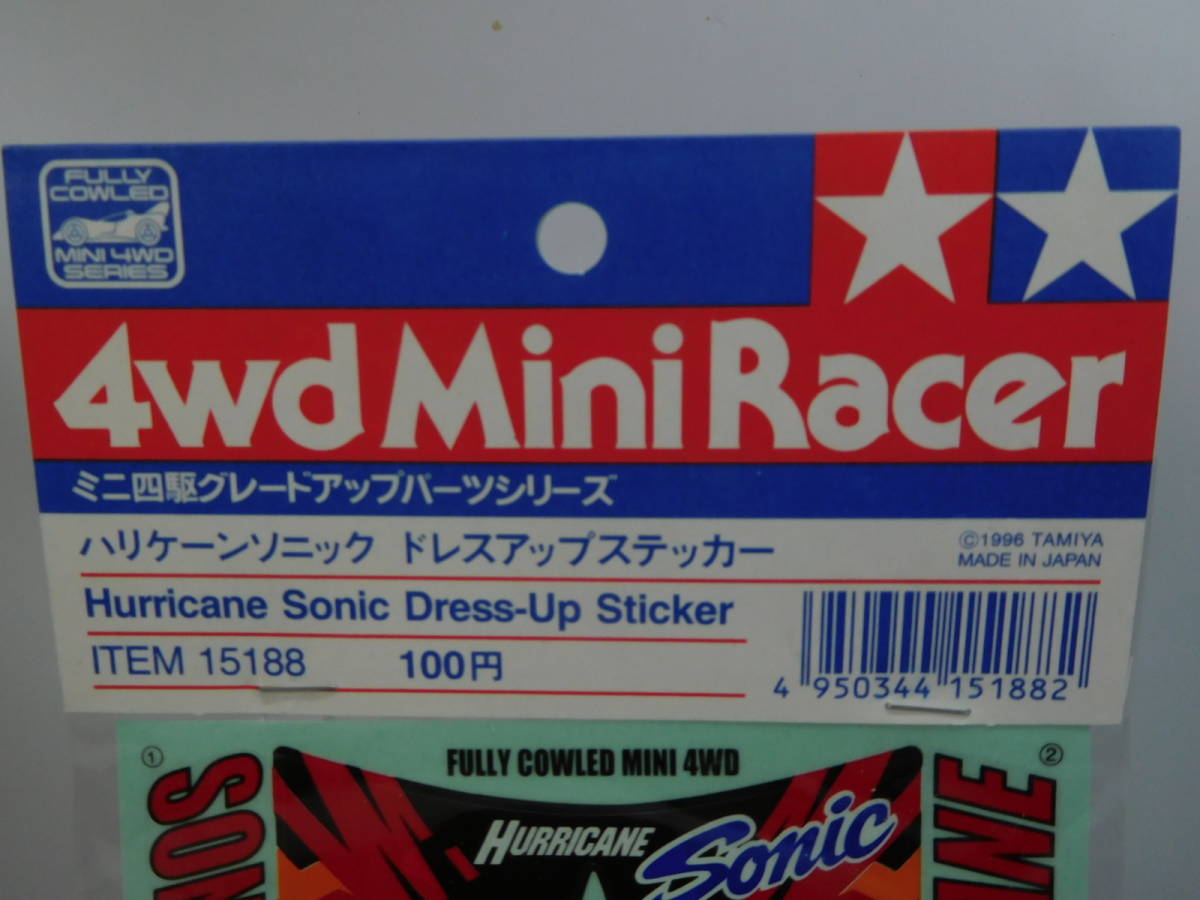 FULLY
COWLED
MINI 4WD
SERIES
4wd Mini Racer
ミニ四駆グレードアップパーツシリーズ
ハリケーンソニック ドレスアップステッカー
©1996 TAMIYA
MADE IN JAPAN
Hurricane Sonic Dress-Up Sticker
ITEM 15188 100円
4 950344 151882
① ②
FULLY COWLED MINI 4WD
HURRICANE
Sonic